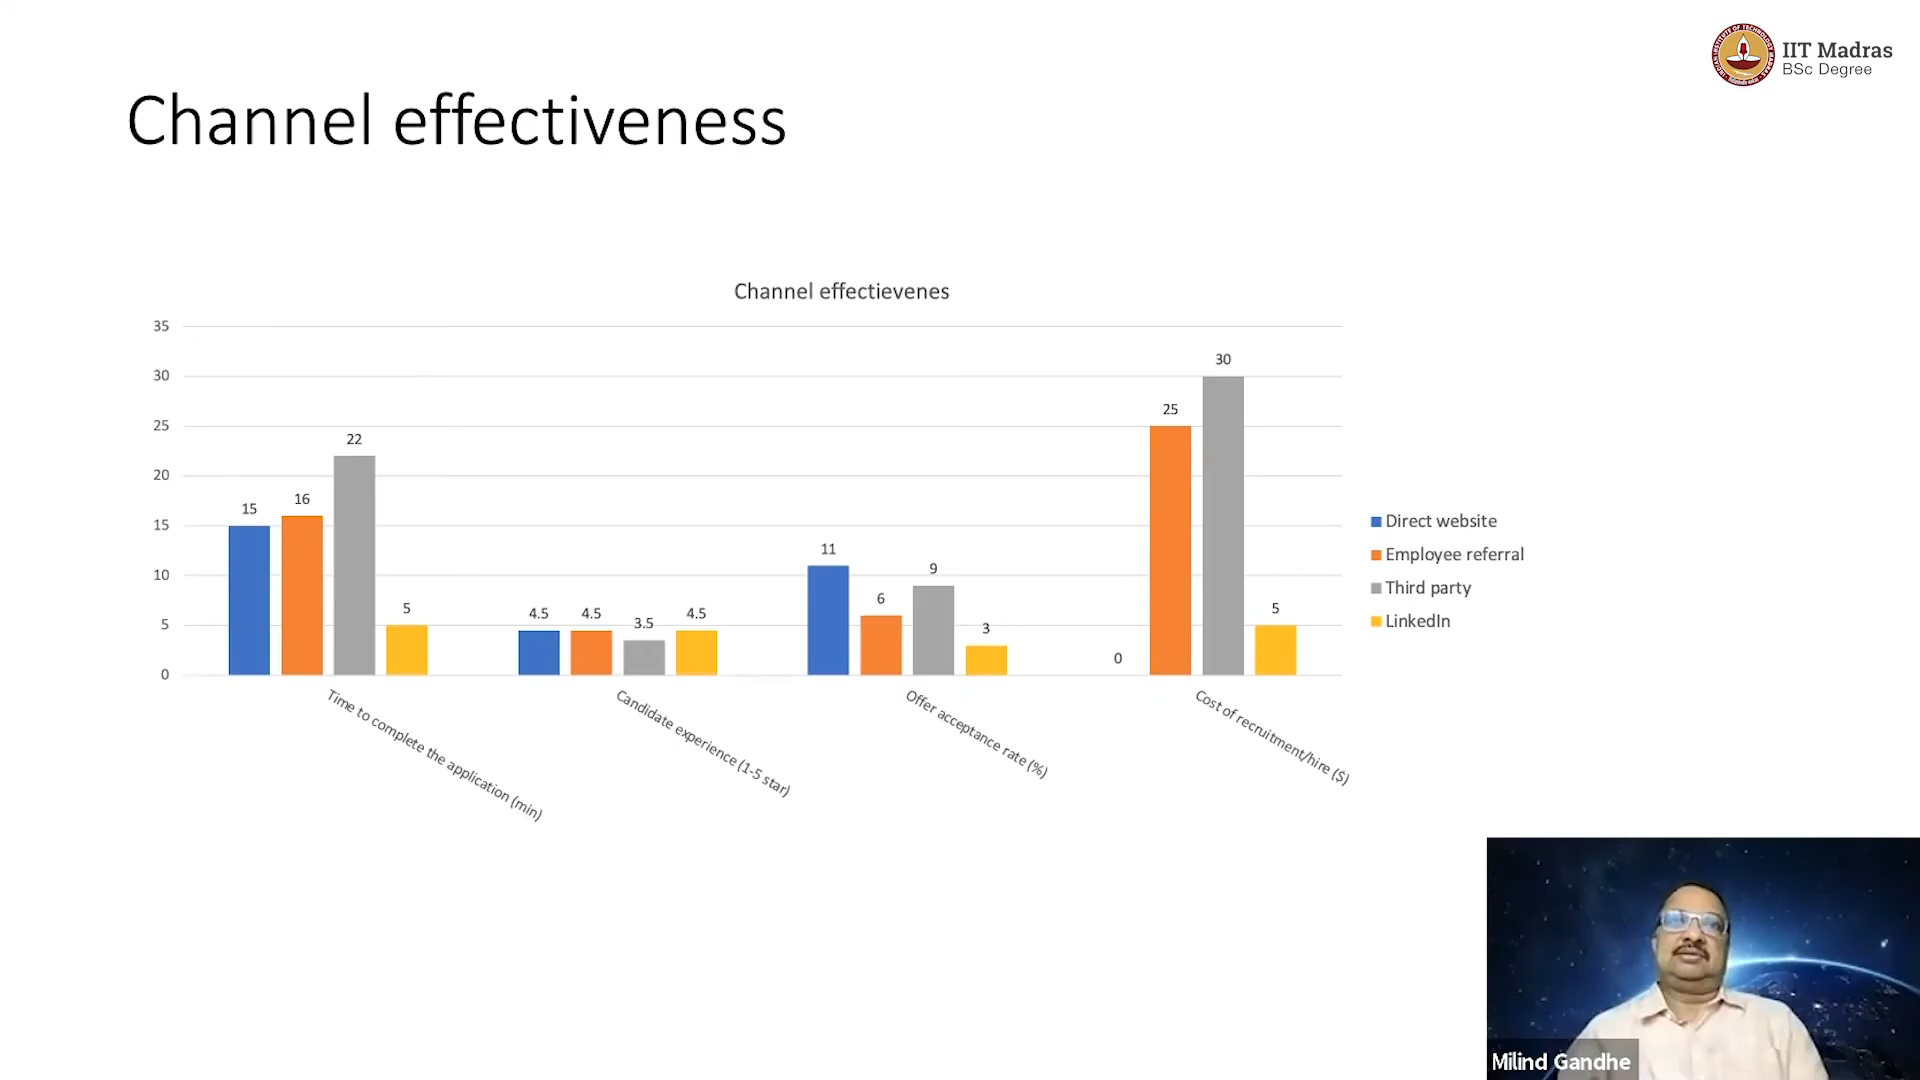 IIT Madras
BSc Degree
Channel effectiveness
Channel effectievenes
35
30
25
20
15
10
5
0
15
16
22
5
4.5
4.5
3.5
4.5
11
6
9
3
0
25
30
5
Time to complete the application (min)
Candidate experience (1-5 star)
Offer acceptance rate (%)
Cost of recruitment/hire ($)
Direct website
Employee referral
Third party
LinkedIn
Milind Gandhe